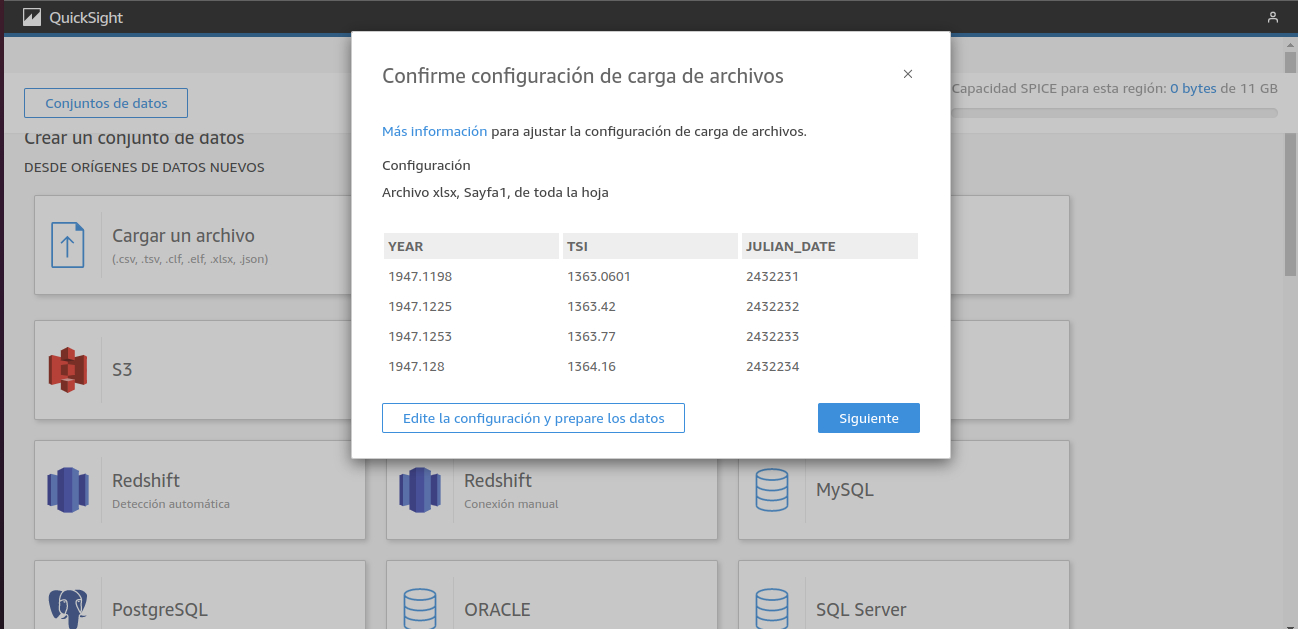 QuickSight
Confirme configuración de carga de archivos
Conjuntos de datos
Capacidad SPICE para esta región: 0 bytes de 11 GB
Crear un conjunto de datos
DESDE ORÍGENES DE DATOS NUEVOS
Más información para ajustar la configuración de carga de archivos.
Configuración
Archivo xlsx, Sayfa1, de toda la hoja
YEAR TSI JULIAN_DATE
1947.1198 1363.0601 2432231
1947.1225 1363.42 2432232
1947.1253 1363.77 2432233
1947.128 1364.16 2432234
Edite la configuración y prepare los datos
Siguiente
Cargar un archivo
(.csv, .tsv, .clf, .elf, .xlsx, .json)
S3
Redshift
Detección automática
Redshift
Conexión manual
MySQL
PostgreSQL
ORACLE
SQL Server